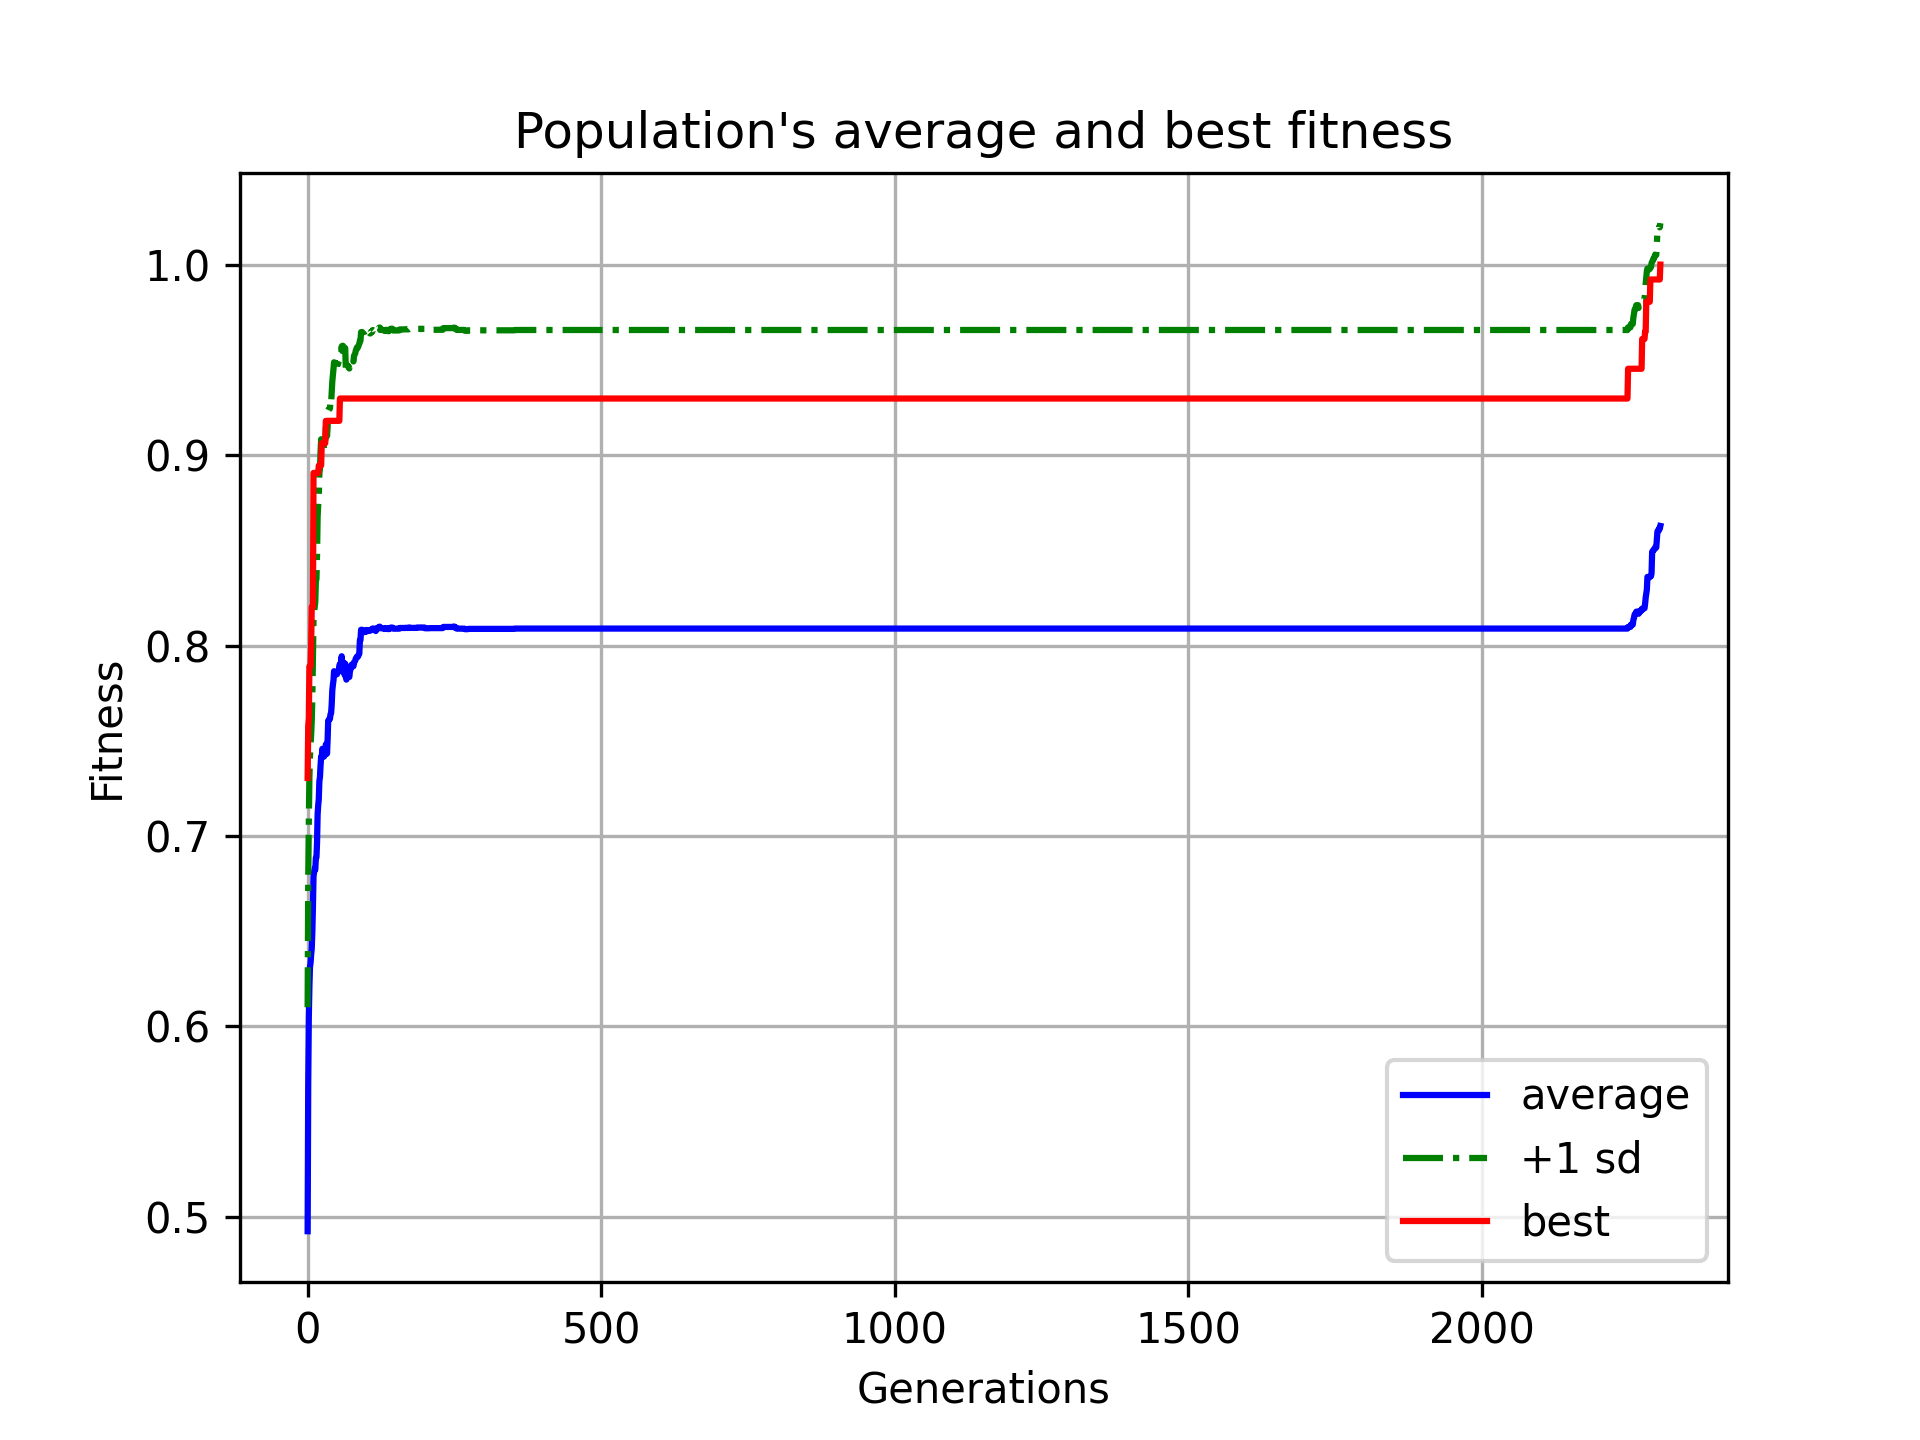 Population's average and best fitness
1.0
0.9
0.8
0.7
0.6
0.5
Fitness
0 500 1000 1500 2000
Generations
average
+1 sd
best